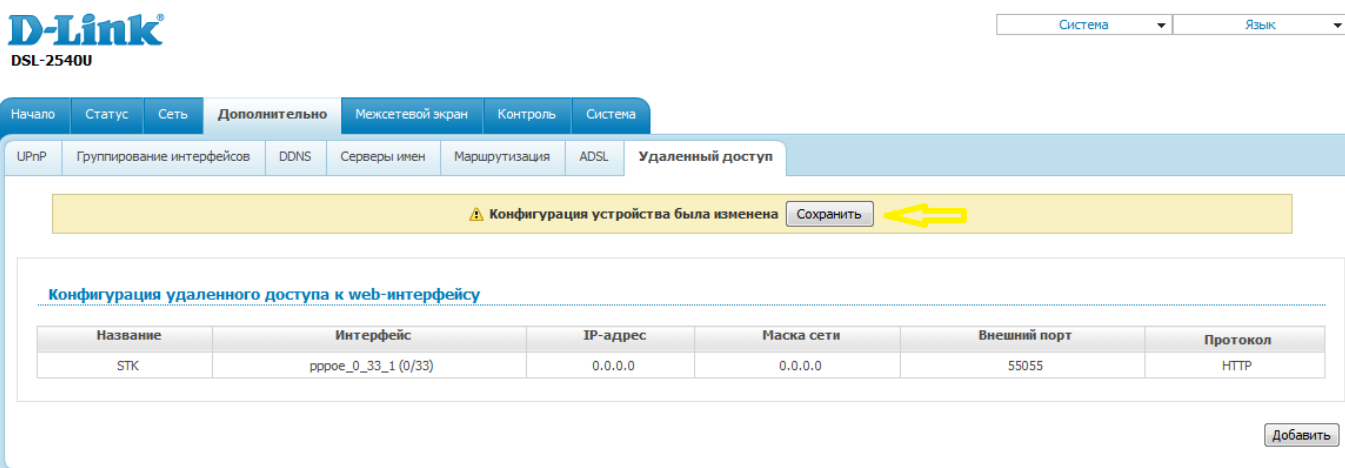 D-Link®
DSL-2540U
Система Язык
Начало Статус Сеть Дополнительно Межсетевой экран Контроль Система
UPnP Группирование интерфейсов DDNS Серверы имен Маршрутизация ADSL Удаленный доступ
Конфигурация устройства была изменена Сохранить
Конфигурация удаленного доступа к web-интерфейсу
Название Интерфейс IP-адрес Маска сети Внешний порт Протокол
STK pppoe_0_33_1 (0/33) 0.0.0.0 0.0.0.0 55055 HTTP
Добавить